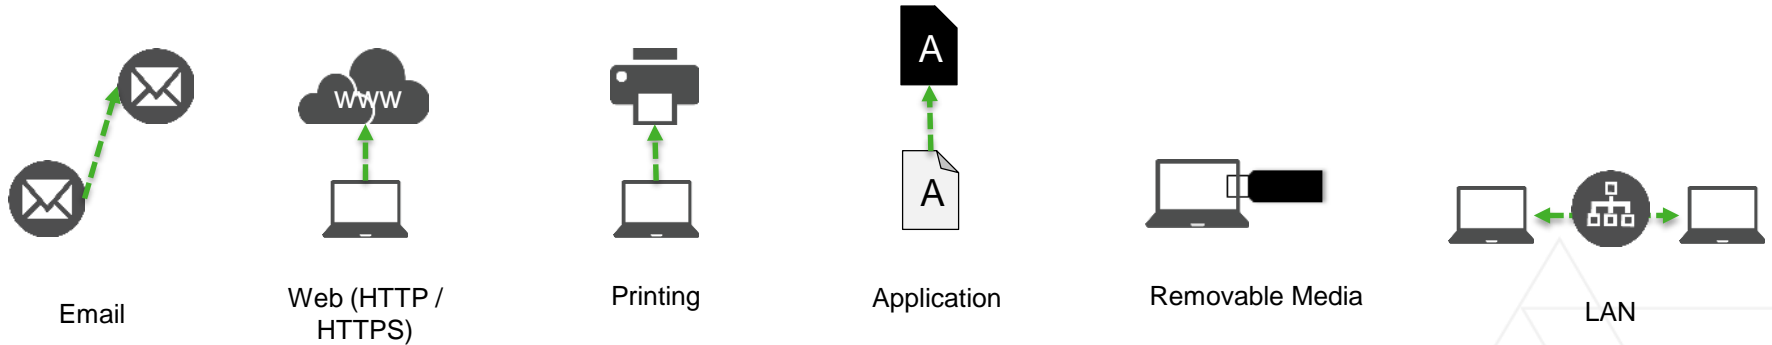 A
WWW
A
Email
Web (HTTP /
HTTPS)
Printing
Application
Removable Media
LAN